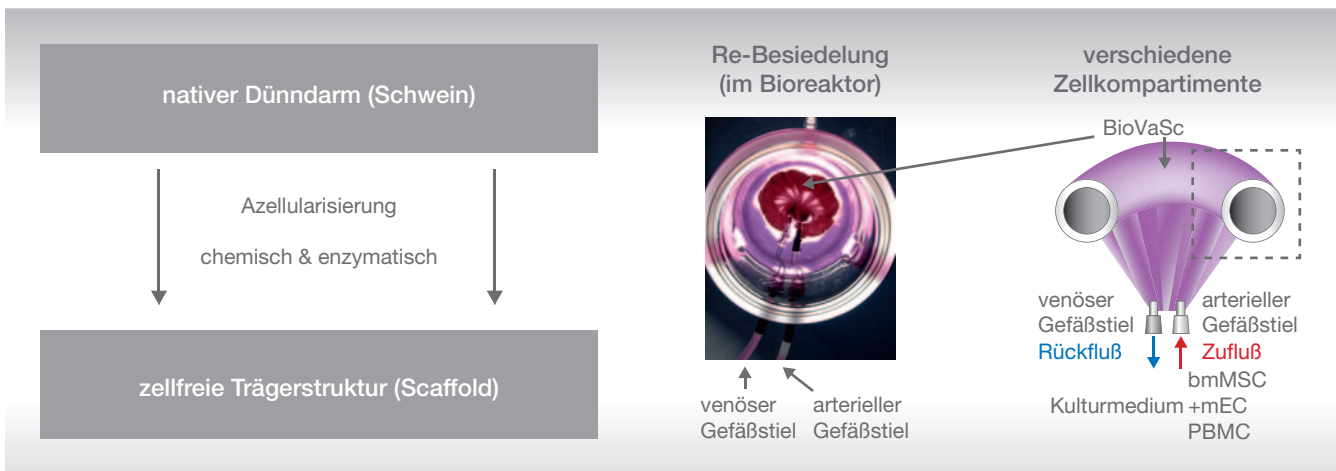 nativer Dünndarm (Schwein)
Azellularisierung
chemisch & enzymatisch
zellfreie Trägerstruktur (Scaffold)
Re-Besiedelung
(im Bioreaktor)
venöser
Gefäßstiel
arterieller
Gefäßstiel
verschiedene
Zellkompartimente
BioVaSc
venöser
Gefäßstiel
Rückfluß
arterieller
Gefäßstiel
Zufluß
bmMSC
Kulturmedium +mEC
PBMC